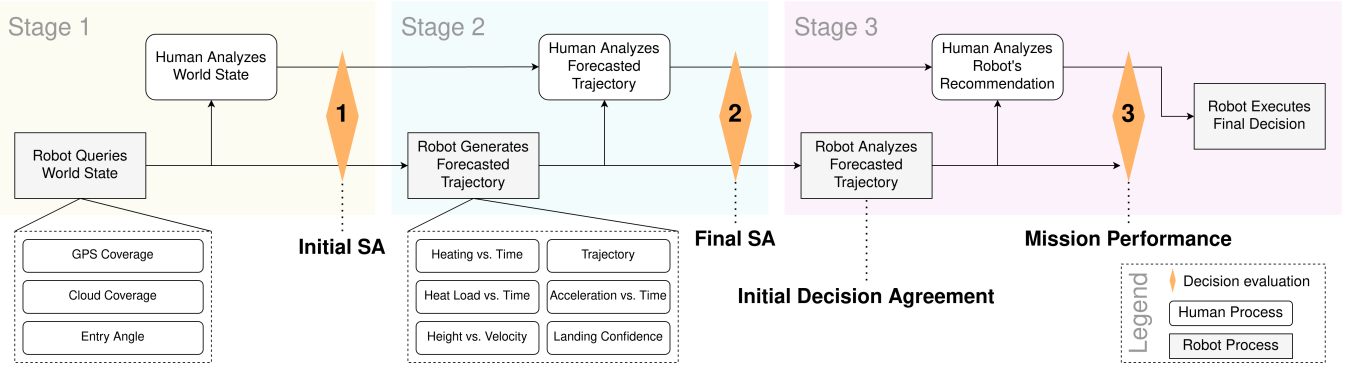 Stage 1
Human Analyzes
World State
1
Robot Queries
World State
GPS Coverage
Cloud Coverage
Entry Angle
Initial SA
Stage 2
Human Analyzes
Forecasted
Trajectory
2
Robot Generates
Forecasted
Trajectory
Heating vs. Time
Trajectory
Heat Load vs. Time
Acceleration vs. Time
Height vs. Velocity
Landing Confidence
Final SA
Stage 3
Human Analyzes
Robot's
Recommendation
3
Robot Executes
Final Decision
Robot Analyzes
Forecasted
Trajectory
Initial Decision Agreement
Mission Performance
Legend
Decision evaluation
Human Process
Robot Process